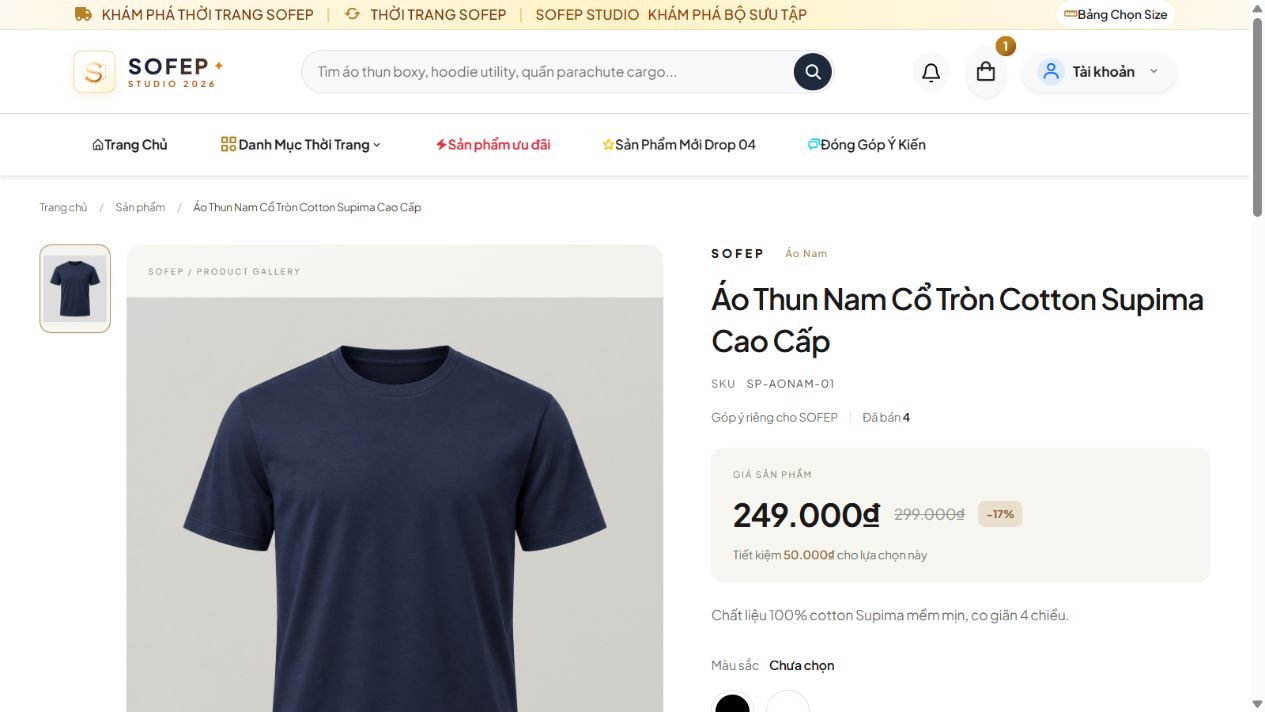 KHÁM PHÁ THỜI TRANG SOFEP | THỜI TRANG SOFEP | SOFEP STUDIO KHÁM PHÁ BỘ SƯU TẬP
Bảng Chọn Size
SOFEP
STUDIO 2026
Tìm áo thun boxy, hoodie utility, quần parachute cargo...
1
Tài khoản
Trang Chủ
Danh Mục Thời Trang
Sản phẩm ưu đãi
Sản Phẩm Mới Drop 04
Đóng Góp Ý Kiến
Trang chủ / Sản phẩm / Áo Thun Nam Cổ Tròn Cotton Supima Cao Cấp
SOFEP / PRODUCT GALLERY
SOFEP Áo Nam
Áo Thun Nam Cổ Tròn Cotton Supima
Cao Cấp
SKU SP-AONAM-01
Góp ý riêng cho SOFEP | Đã bán 4
GIÁ SẢN PHẨM
249.000₫ 299.000₫ -17%
Tiết kiệm 50.000₫ cho lựa chọn này
Chất liệu 100% cotton Supima mềm mịn, co giãn 4 chiều.
Màu sắc Chưa chọn